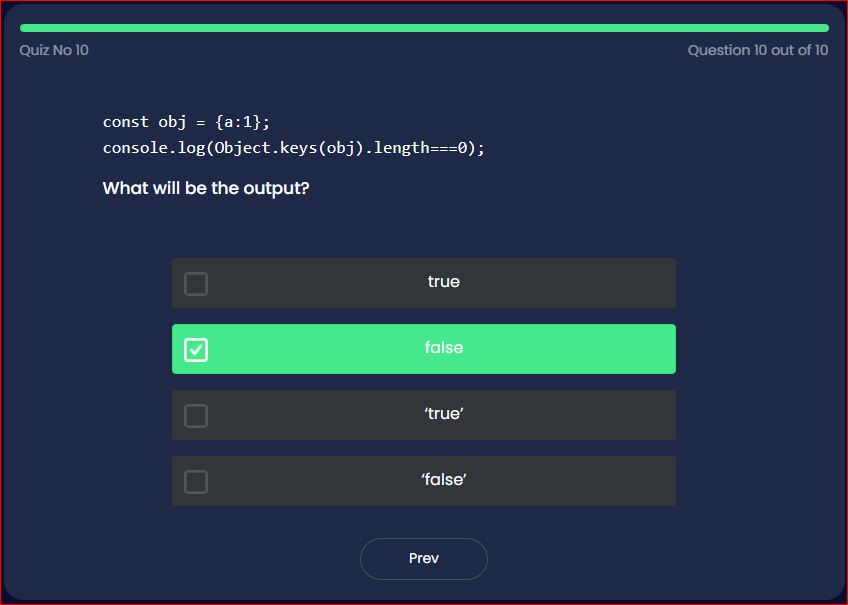 Quiz No 10
Question 10 out of 10
const obj = {a:1};
console.log(Object.keys(obj).length===0);
What will be the output?
true
false
‘true’
‘false’
Prev